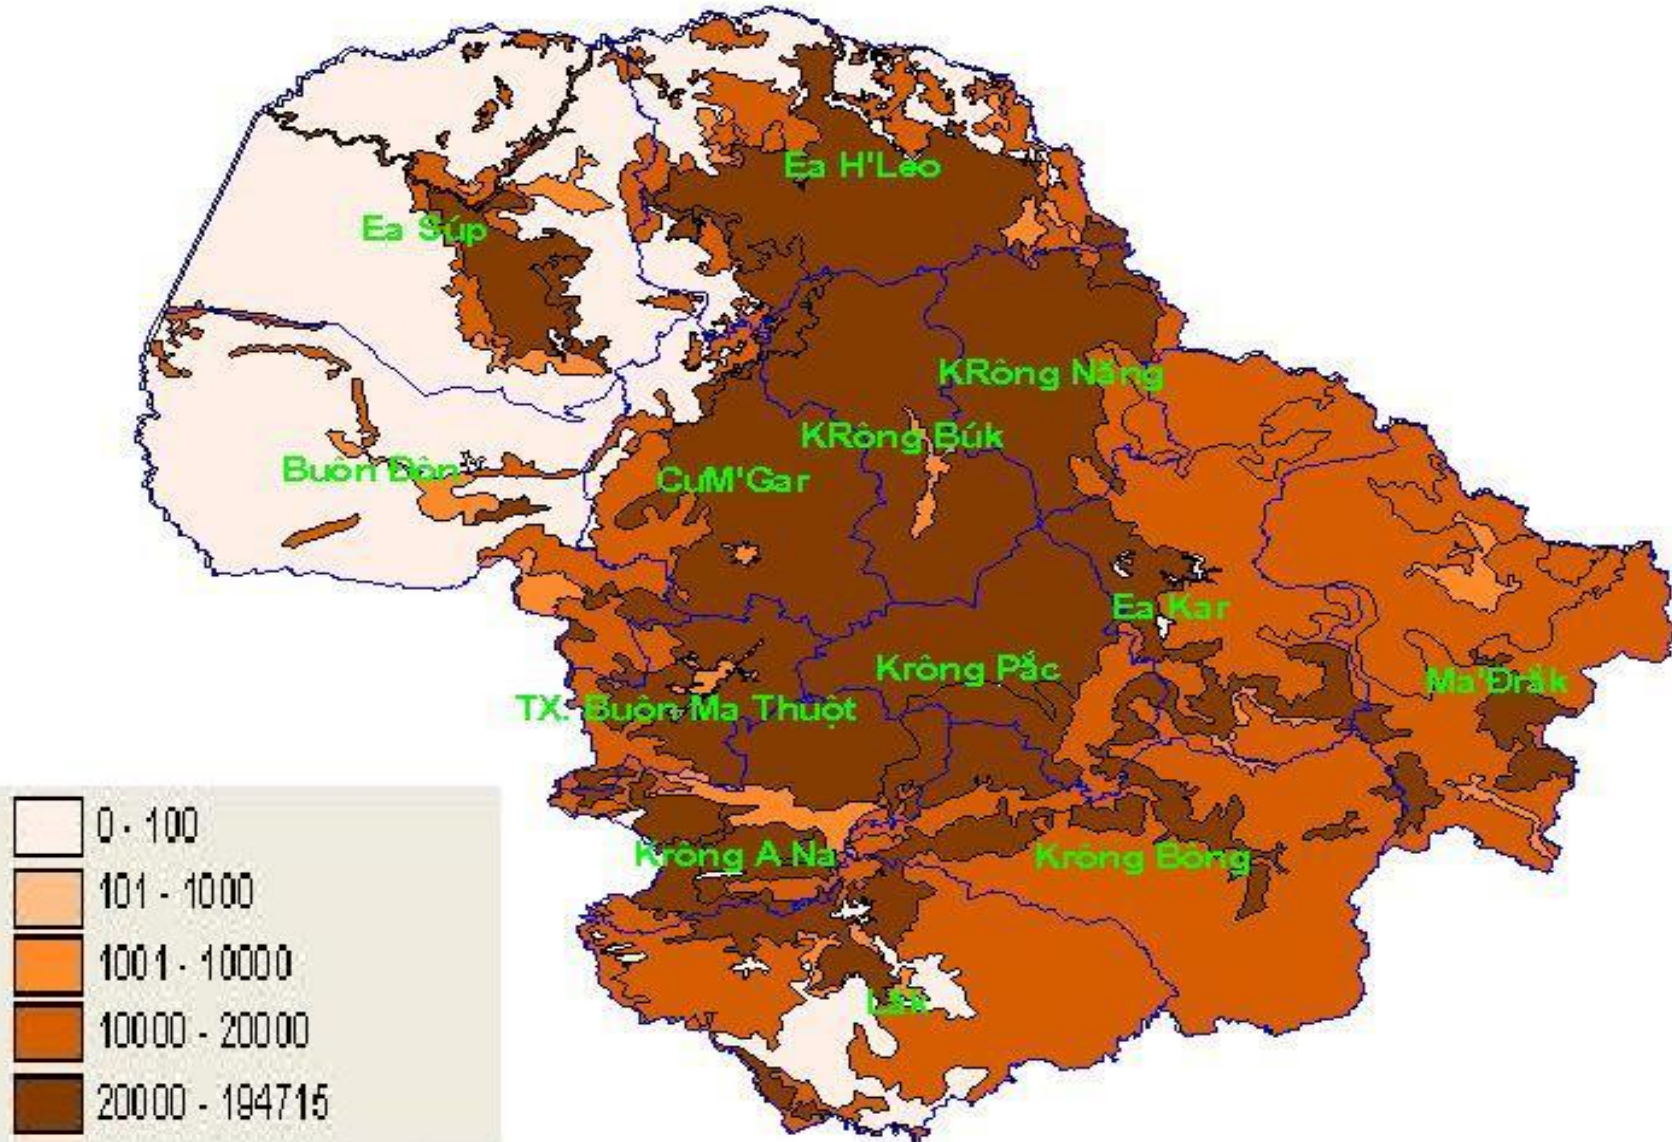 Ea H'Leo
Ea Súp
KRông Năng
KRông Búk
Buôn Đôn
CuM'Gar
Ea Kar
Krông Pắc
Ma'Đrăk
TX. Buôn Ma Thuột
Krông A Na
Krông Bông
Lăk
0 - 100
101 - 1000
1001 - 10000
10000 - 20000
20000 - 194715